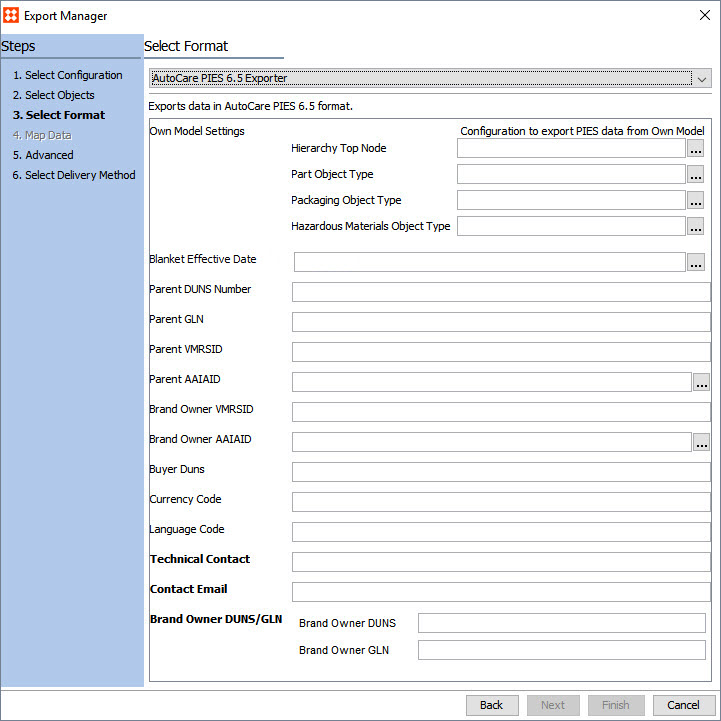 Export Manager
Steps
1. Select Configuration
2. Select Objects
3. Select Format
4. Map Data
5. Advanced
6. Select Delivery Method
Select Format
AutoCare PIES 6.5 Exporter
Exports data in AutoCare PIES 6.5 format.
Own Model Settings
Configuration to export PIES data from Own Model
Hierarchy Top Node
...
Part Object Type
...
Packaging Object Type
...
Hazardous Materials Object Type
...
Blanket Effective Date
...
Parent DUNS Number
Parent GLN
Parent VMRSID
Parent AAIAID
...
Brand Owner VMRSID
Brand Owner AAIAID
...
Buyer Duns
Currency Code
Language Code
Technical Contact
Contact Email
Brand Owner DUNS/GLN
Brand Owner DUNS
Brand Owner GLN
Back
Next
Finish
Cancel